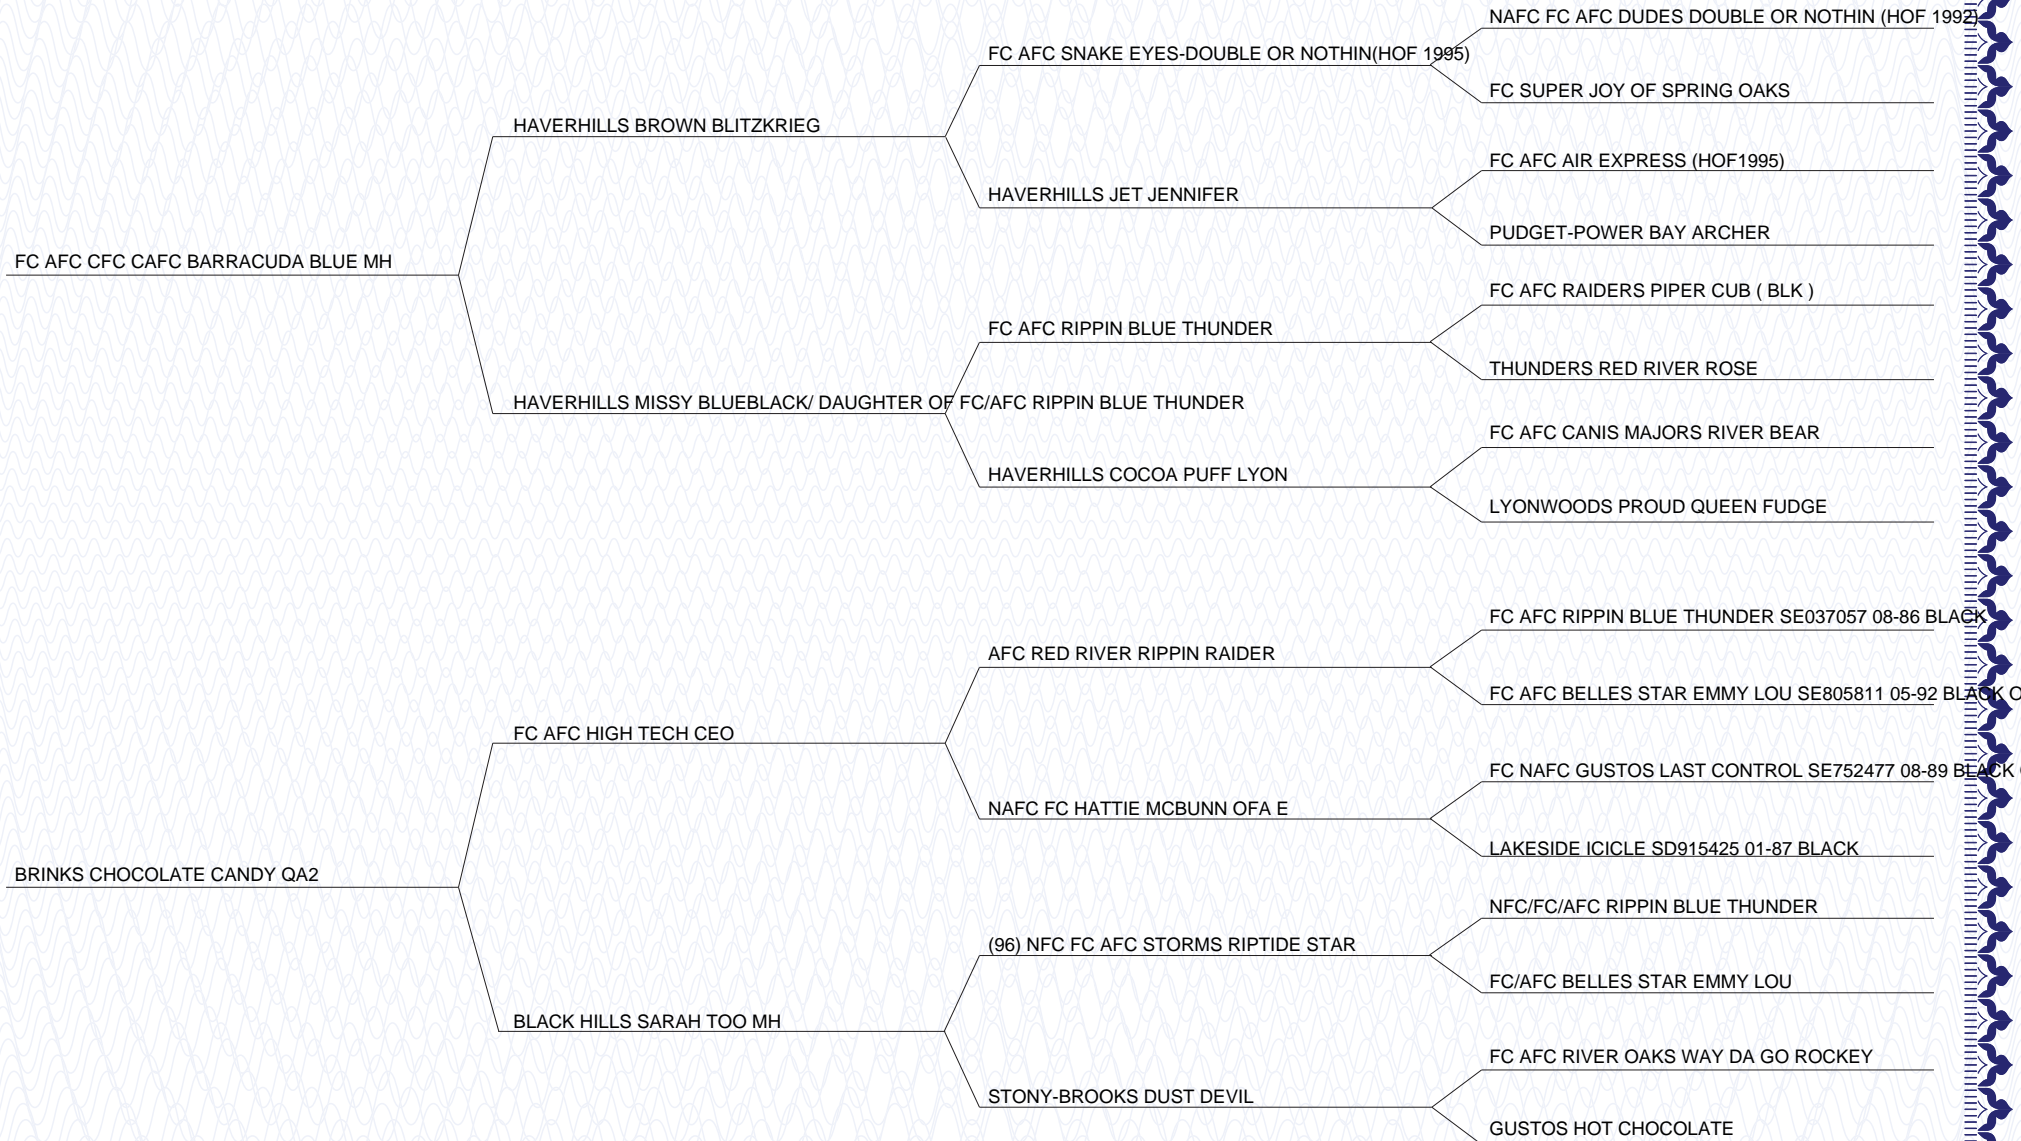 NAFC FC AFC DUDES DOUBLE OR NOTHIN (HOF 1992)
FC AFC SNAKE EYES-DOUBLE OR NOTHIN(HOF 1995)
FC SUPER JOY OF SPRING OAKS
HAVERHILLS BROWN BLITZKRIEG
FC AFC AIR EXPRESS (HOF1995)
HAVERHILLS JET JENNIFER
PUDGET-POWER BAY ARCHER
FC AFC CFC CAFC BARRACUDA BLUE MH
FC AFC RAIDERS PIPER CUB ( BLK )
FC AFC RIPPIN BLUE THUNDER
THUNDERS RED RIVER ROSE
HAVERHILLS MISSY BLUEBLACK/ DAUGHTER OF FC/AFC RIPPIN BLUE THUNDER
FC AFC CANIS MAJORS RIVER BEAR
HAVERHILLS COCOA PUFF LYON
LYONWOODS PROUD QUEEN FUDGE
FC AFC RIPPIN BLUE THUNDER SE037057 08-86 BLACK
AFC RED RIVER RIPPIN RAIDER
FC AFC BELLES STAR EMMY LOU SE805811 05-92 BLACK
FC AFC HIGH TECH CEO
FC NAFC GUSTOS LAST CONTROL SE752477 08-89 BLACK
NAFC FC HATTIE MCBUNN OFA E
LAKESIDE ICICLE SD915425 01-87 BLACK
BRINKS CHOCOLATE CANDY QA2
NFC/FC/AFC RIPPIN BLUE THUNDER
(96) NFC FC AFC STORMS RIPTIDE STAR
FC/AFC BELLES STAR EMMY LOU
BLACK HILLS SARAH TOO MH
FC AFC RIVER OAKS WAY DA GO ROCKEY
STONY-BROOKS DUST DEVIL
GUSTOS HOT CHOCOLATE